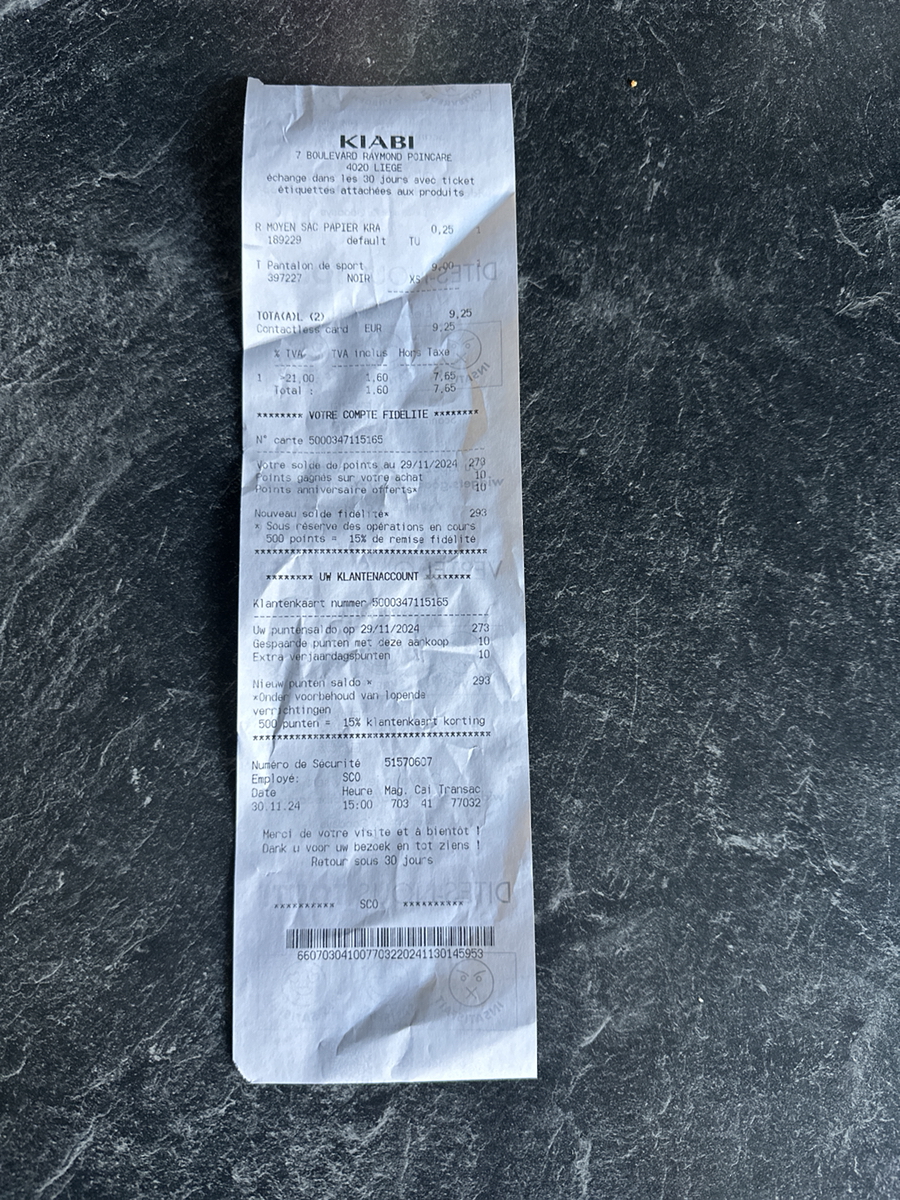 KIABI
7 BOULEVARD RAYMOND POINCARE
4020 LIEGE
échange dans les 30 jours avec ticket
étiquettes attachées aux produits
R MOYEN SAC PAPIER KRA 0,25 1
189229 default TU
T Pantalon de sport 9,00
397227 NOIR XS
TOTA(A)L (2) 9,25
Contactless card EUR 9,25
% TVA TVA inclus Hors Taxe
1 21,00 1,60 7,65
Total : 1,60 7,65
******** VOTRE COMPTE FIDELITE ********
N° carte 5000347115165
Votre solde de points au 29/11/2024 273
Points gagnés sur votre achat 10
Points anniversaire offerts* 10
Nouveau solde fidélité* 293
* Sous réserve des opérations en cours
500 points = 15% de remise fidélité
*****************************************
******** UW KLANTENACCOUNT ********
Klantenkaart nummer 5000347115165
Uw puntensaldo op 29/11/2024 273
Gespaarde punten met deze aankoop 10
Extra verjaardagspunten 10
Nieuw punten saldo * 293
*Onder voorbehoud van lopende
verrichtingen
500 punten = 15% klantenkaart korting
*****************************************
Numéro de Sécurité 51570607
Employé: SCO
Date Heure Mag. Cai Transac
30.11.24 15:00 703 41 77032
Merci de votre visite et à bientôt !
Dank u voor uw bezoek en tot ziens !
Retour sous 30 jours
********** SCO **********
660703041007703220241130145953